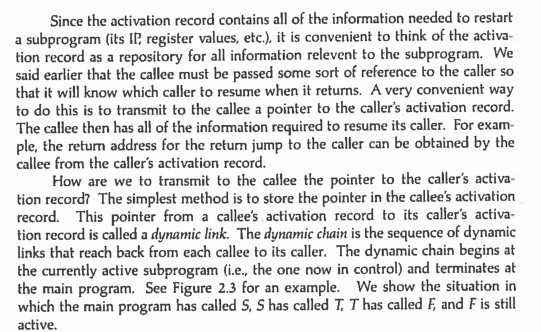 Since the activation record contains all of the information needed to restart
a subprogram (its IP, register values, etc.), it is convenient to think of the activa-
tion record as a repository for all information relevent to the subprogram. We
said earlier that the callee must be passed some sort of reference to the caller so
that it will know which caller to resume when it returns. A very convenient way
to do this is to transmit to the callee a pointer to the caller's activation record.
The callee then has all of the information required to resume its caller. For exam-
ple, the return address for the return jump to the caller can be obtained by the
callee from the caller's activation record.
How are we to transmit to the callee the pointer to the caller's activa-
tion record? The simplest method is to store the pointer in the callee's activation
record. This pointer from a callee's activation record to its caller's activa-
tion record is called a dynamic link. The dynamic chain is the sequence of dynamic
links that reach back from each callee to its caller. The dynamic chain begins at
the currently active subprogram (i.e., the one now in control) and terminates at
the main program. See Figure 2.3 for an example. We show the situation in
which the main program has called S, S has called T, T has called F, and F is still
active.